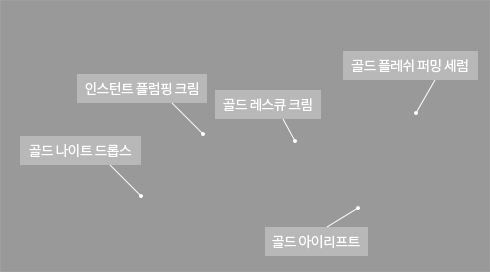 골드 플레쉬 퍼밍 세럼
인스턴트 플럼핑 크림
골드 레스큐 크림
골드 나이트 드롭스
골드 아이리프트